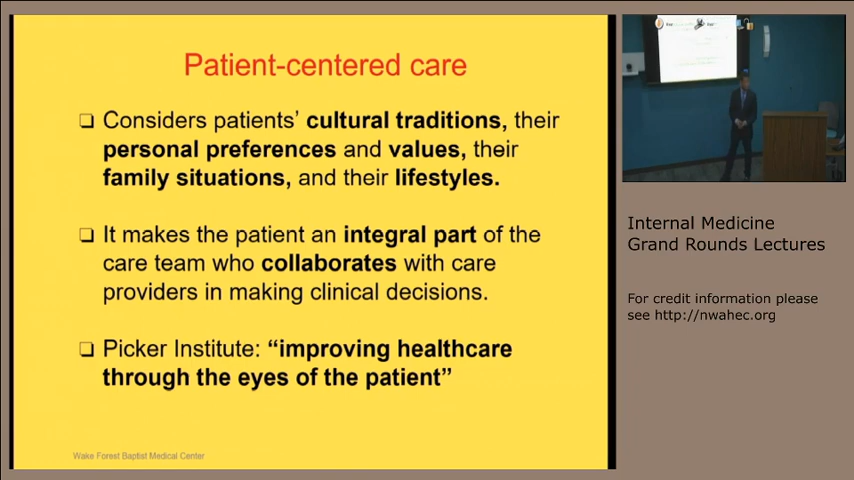 Patient-centered care
❏ Considers patients' cultural traditions, their
personal preferences and values, their
family situations, and their lifestyles.
❏ It makes the patient an integral part of the
care team who collaborates with care
providers in making clinical decisions.
❏ Picker Institute: “improving healthcare
through the eyes of the patient”
Wake Forest Baptist Medical Center
Internal Medicine
Grand Rounds Lectures
For credit information please
see http://nwahec.org